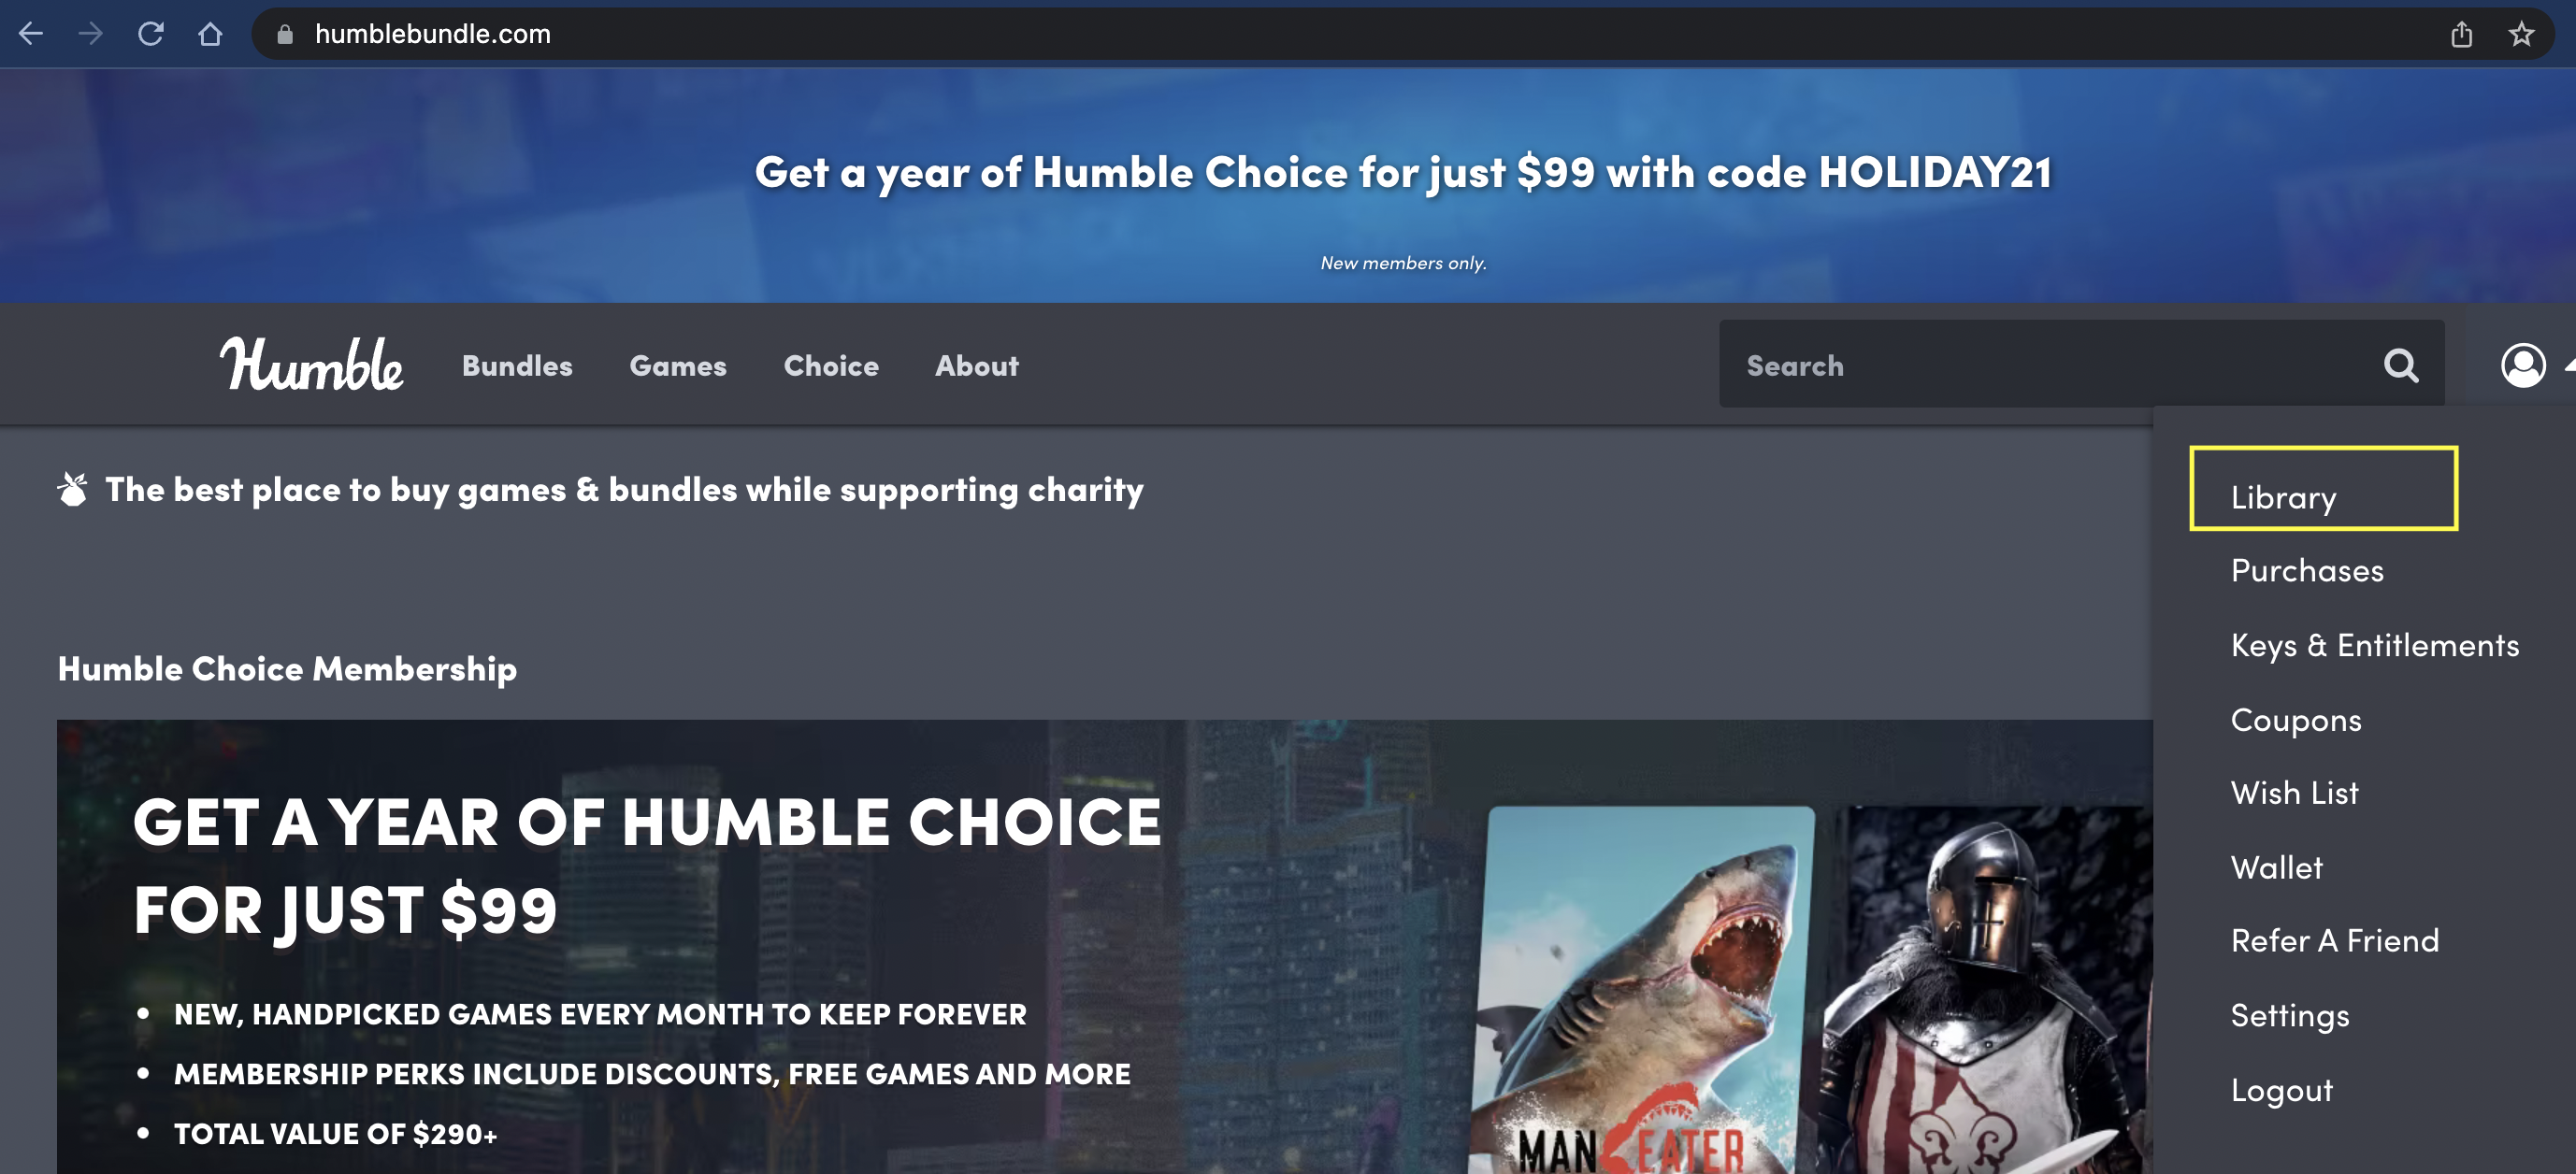 humblebundle.com
Get a year of Humble Choice for just $99 with code HOLIDAY21
New members only.
Humble
Bundles
Games
Choice
About
Search
The best place to buy games & bundles while supporting charity
Library
Purchases
Keys & Entitlements
Coupons
Wish List
Wallet
Refer A Friend
Settings
Logout
Humble Choice Membership
GET A YEAR OF HUMBLE CHOICE
FOR JUST $99
• NEW, HANDPICKED GAMES EVERY MONTH TO KEEP FOREVER
• MEMBERSHIP PERKS INCLUDE DISCOUNTS, FREE GAMES AND MORE
• TOTAL VALUE OF $290+
MANEATER